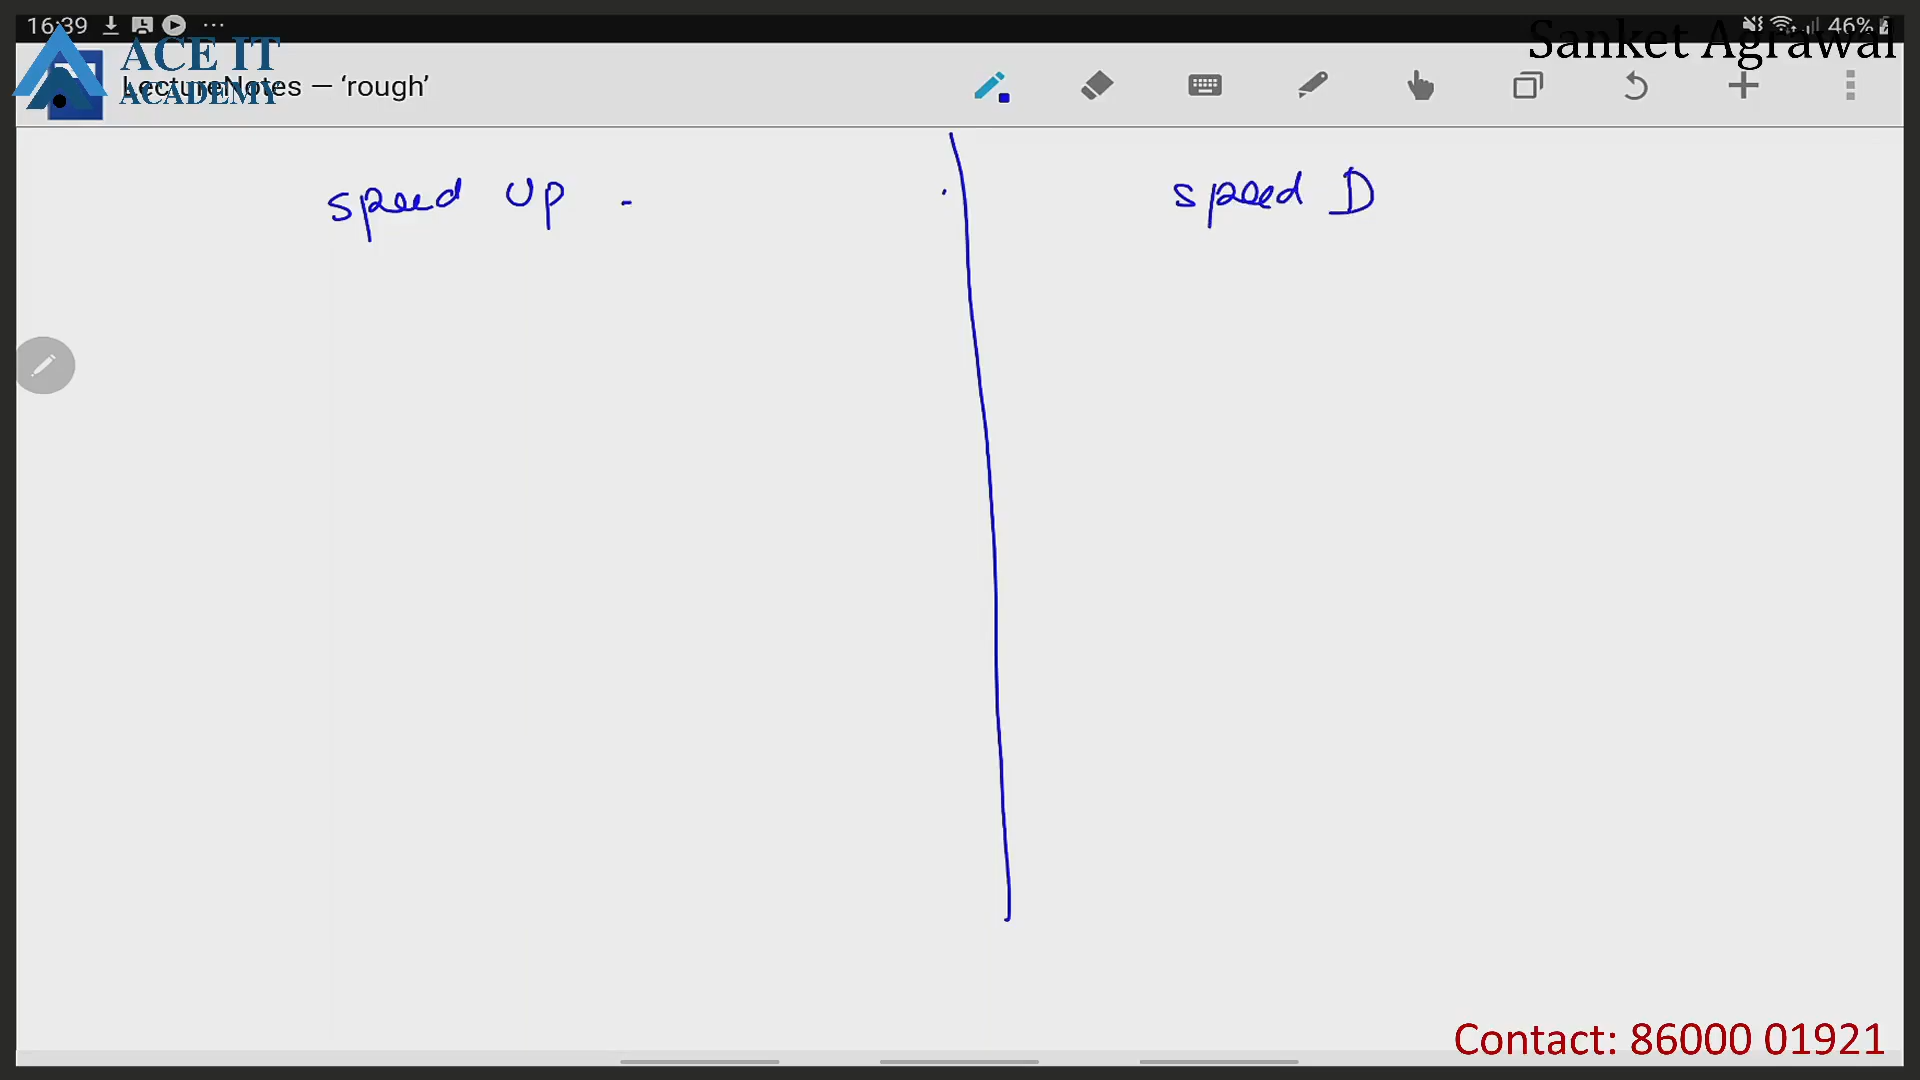 16:39 ... 46%
Sanket Agrawal
ACE IT
ACADEMY
LectureNotes — ‘rough’
speed Up -
speed D
Contact: 86000 01921